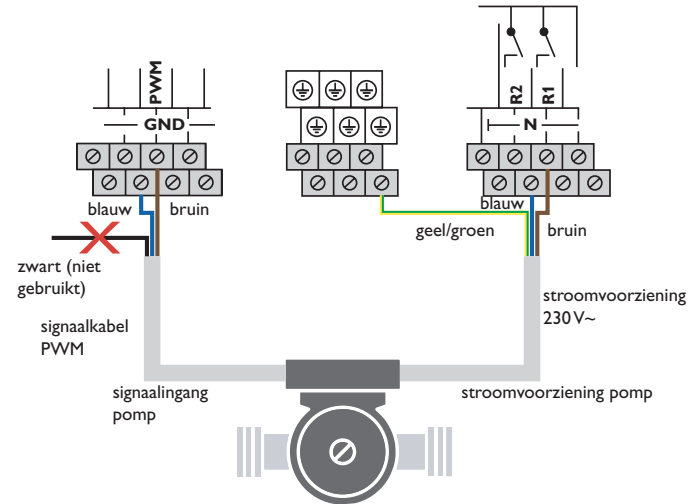 PWM
GND
R2
R1
N
blauw
bruin
blauw
geel/groen
bruin
zwart (niet
gebruikt)
signaalkabel
PWM
stroomvoorziening
230 V~
signaalingang
pomp
stroomvoorziening pomp